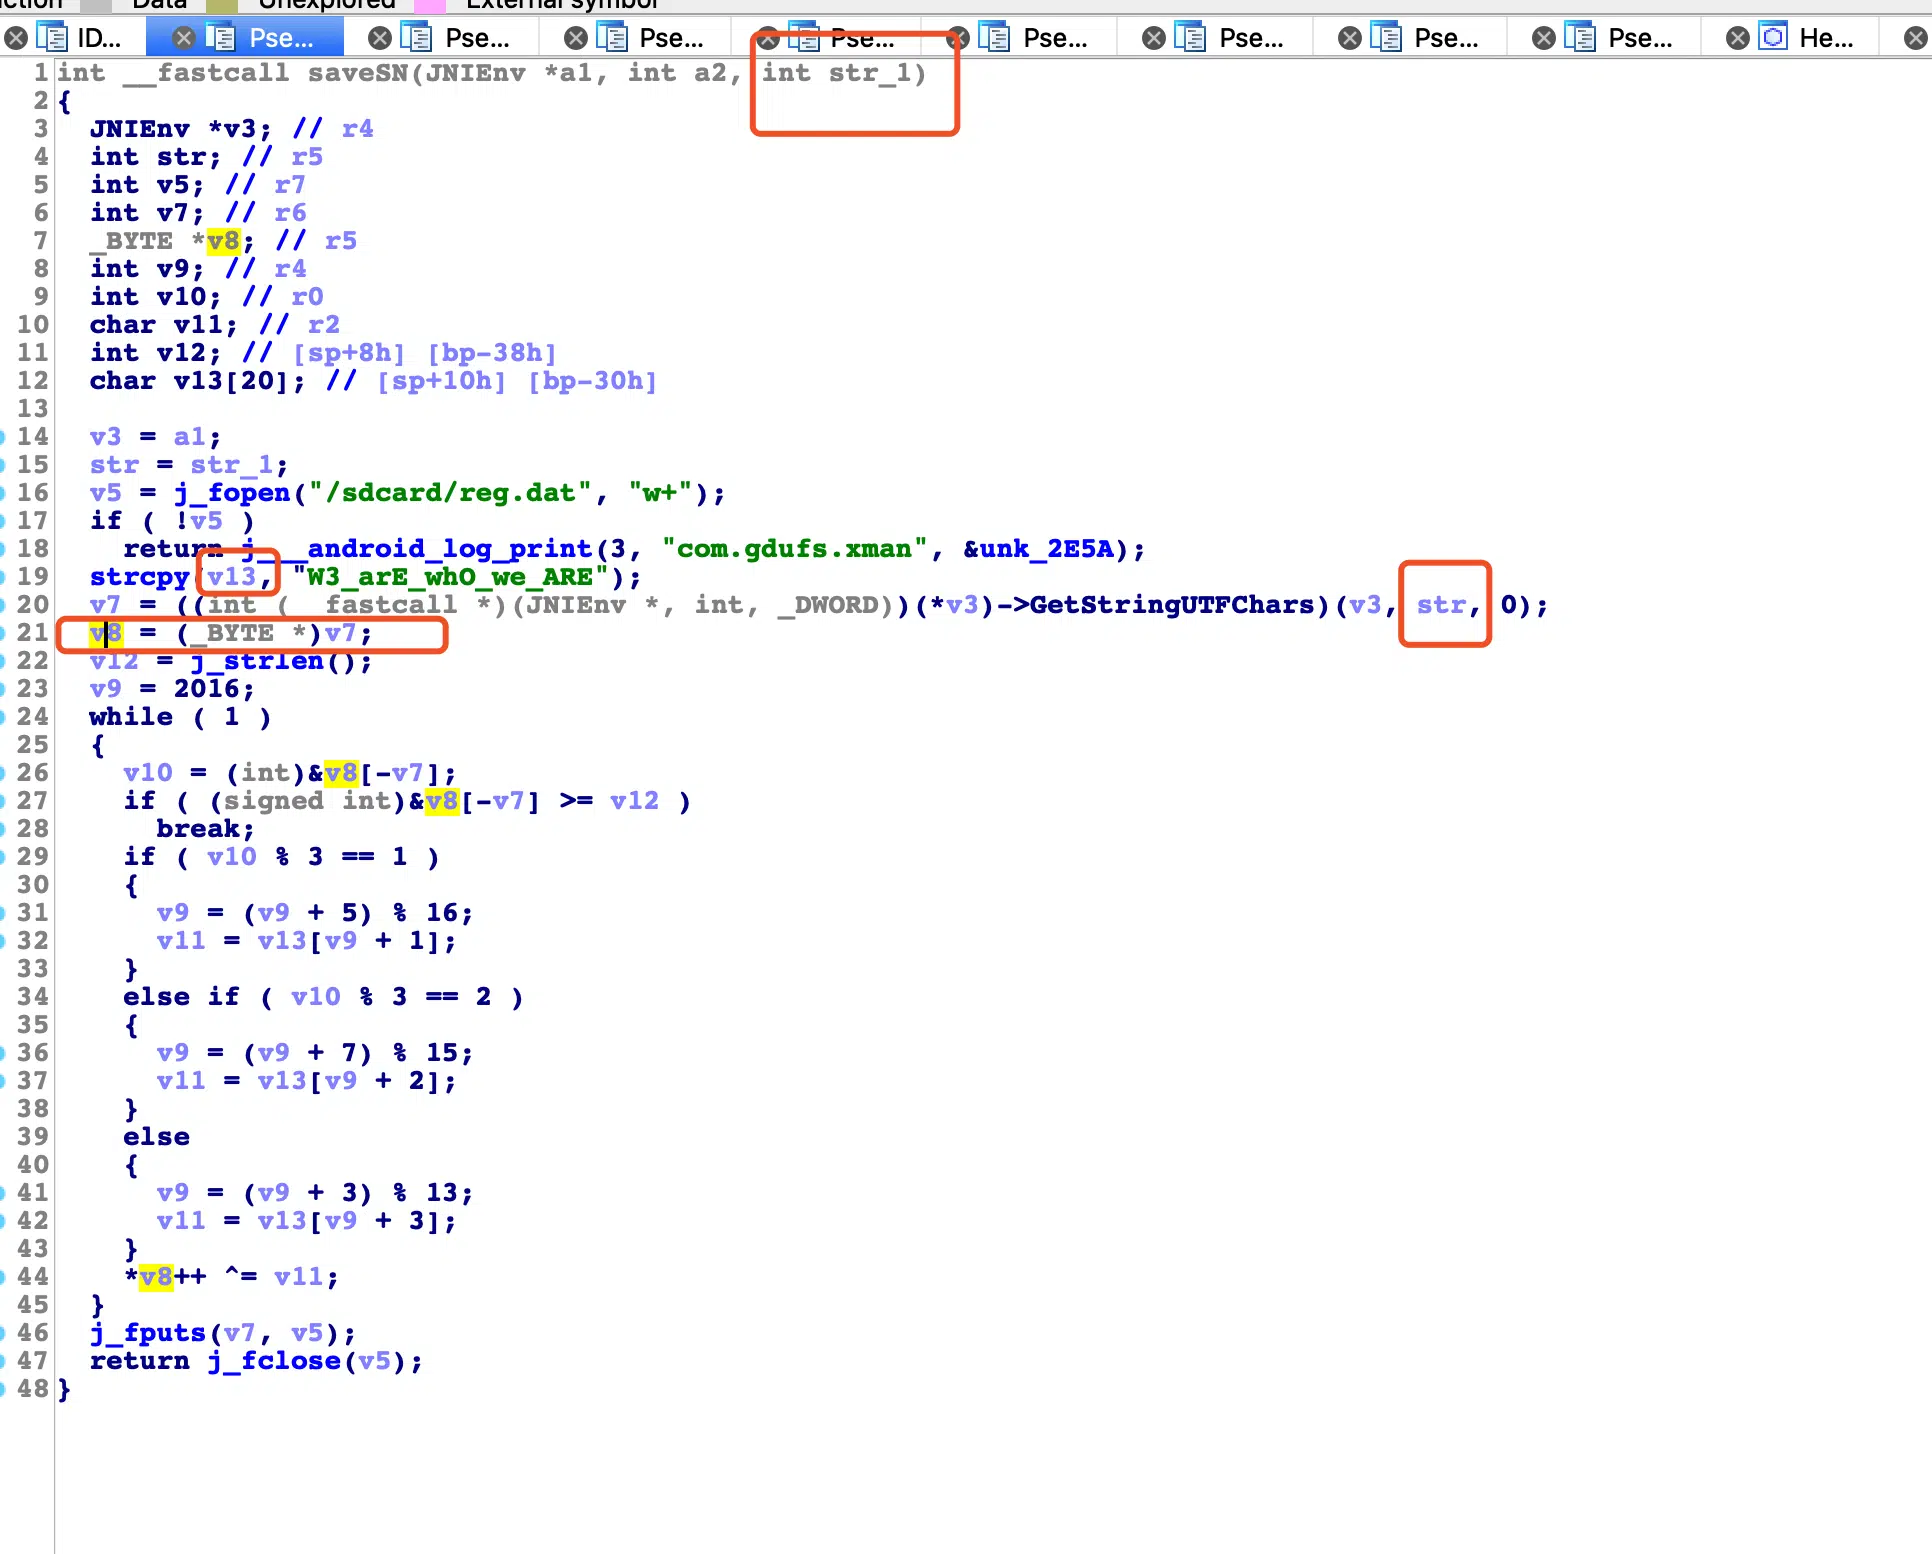 ction Data Unexplored External symbol
ID... Pse... Pse... Pse... Pse... Pse... Pse... Pse... Pse... He...
1 int __fastcall saveSN(JNIEnv *a1, int a2, int str_1)
2 {
3 JNIEnv *v3; // r4
4 int str; // r5
5 int v5; // r7
6 int v7; // r6
7 _BYTE *v8; // r5
8 int v9; // r4
9 int v10; // r0
10 char v11; // r2
11 int v12; // [sp+8h] [bp-38h]
12 char v13[20]; // [sp+10h] [bp-30h]
13
14 v3 = a1;
15 str = str_1;
16 v5 = j_fopen("/sdcard/reg.dat", "w+");
17 if ( !v5 )
18 return j___android_log_print(3, "com.gdufs.xman", &unk_2E5A);
19 strcpy(v13, "W3_arE_whO_we_ARE");
20 v7 = ((int (__fastcall *)(JNIEnv *, int, _DWORD))(*v3)->GetStringUTFChars)(v3, str, 0);
21 v8 = (_BYTE *)v7;
22 v12 = j_strlen();
23 v9 = 2016;
24 while ( 1 )
25 {
26 v10 = (int)&v8[-v7];
27 if ( (signed int)&v8[-v7] >= v12 )
28 break;
29 if ( v10 % 3 == 1 )
30 {
31 v9 = (v9 + 5) % 16;
32 v11 = v13[v9 + 1];
33 }
34 else if ( v10 % 3 == 2 )
35 {
36 v9 = (v9 + 7) % 15;
37 v11 = v13[v9 + 2];
38 }
39 else
40 {
41 v9 = (v9 + 3) % 13;
42 v11 = v13[v9 + 3];
43 }
44 *v8++ ^= v11;
45 }
46 j_fputs(v7, v5);
47 return j_fclose(v5);
48 }